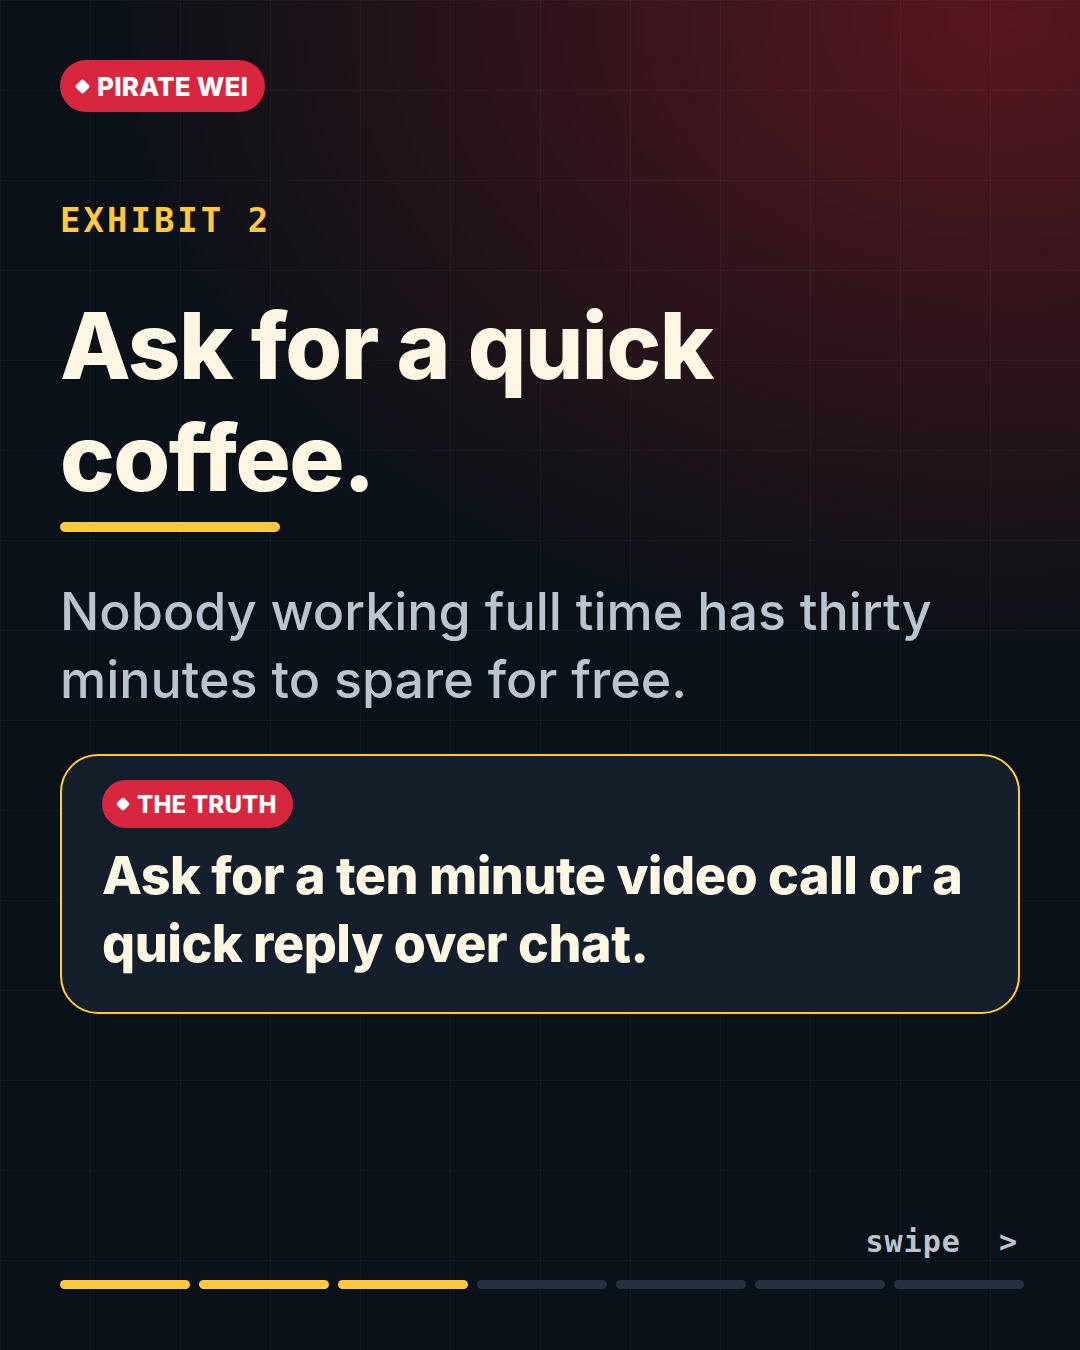 PIRATE WEI
EXHIBIT 2
Ask for a quick
coffee.
Nobody working full time has thirty
minutes to spare for free.
THE TRUTH
Ask for a ten minute video call or a
quick reply over chat.
swipe >